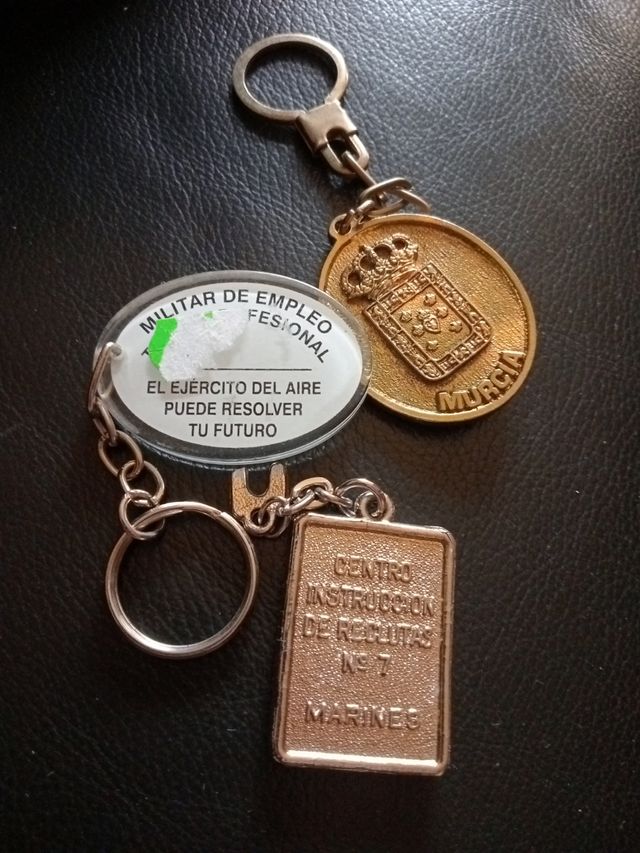 MILITAR DE EMPLEO
FESIONAL
EL EJÉRCITO DEL AIRE
PUEDE RESOLVER
TU FUTURO
MURCIA
CENTRO
INSTRUCCION
DE RECLUTAS
Nº 7
MARINES